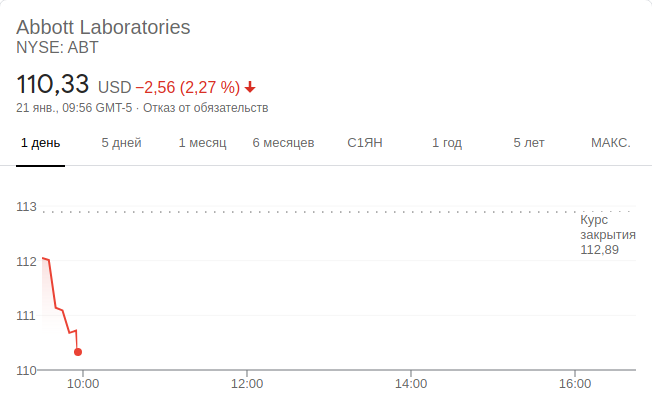 Abbott Laboratories
NYSE: ABT
110,33 USD −2,56 (2,27 %)
21 янв., 09:56 GMT-5 · Отказ от обязательств
1 день 5 дней 1 месяц 6 месяцев С1ЯН 1 год 5 лет МАКС.
113
Курс
закрытия
112,89
112
111
110
10:00 12:00 14:00 16:00